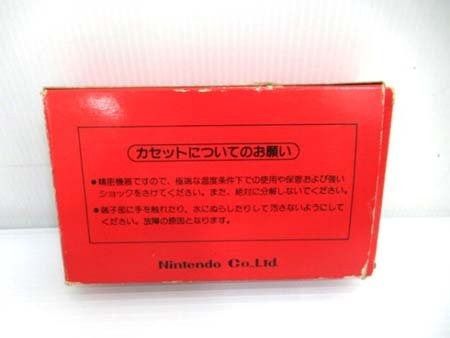 カセットについてのお願い
●精密機器ですので、極端な温度条件下での使用や保管および強い
ショックをさけてください。また、絶対に分解しないでください。
●端子部に手を触れたり、水にぬらしたりして汚さないようにして
ください。故障の原因となります。
Nintendo Co.,Ltd.